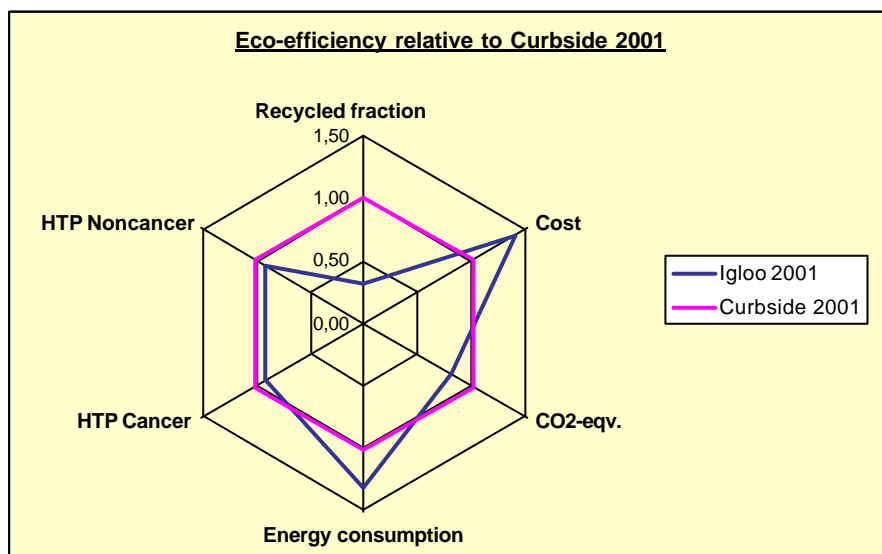 Eco-efficiency relative to Curbside 2001
Recycled fraction
1,50
1,00
HTP Noncancer
Cost
0,50
Igloo 2001
Curbside 2001
0,00
HTP Cancer
CO2-eqv.
Energy consumption